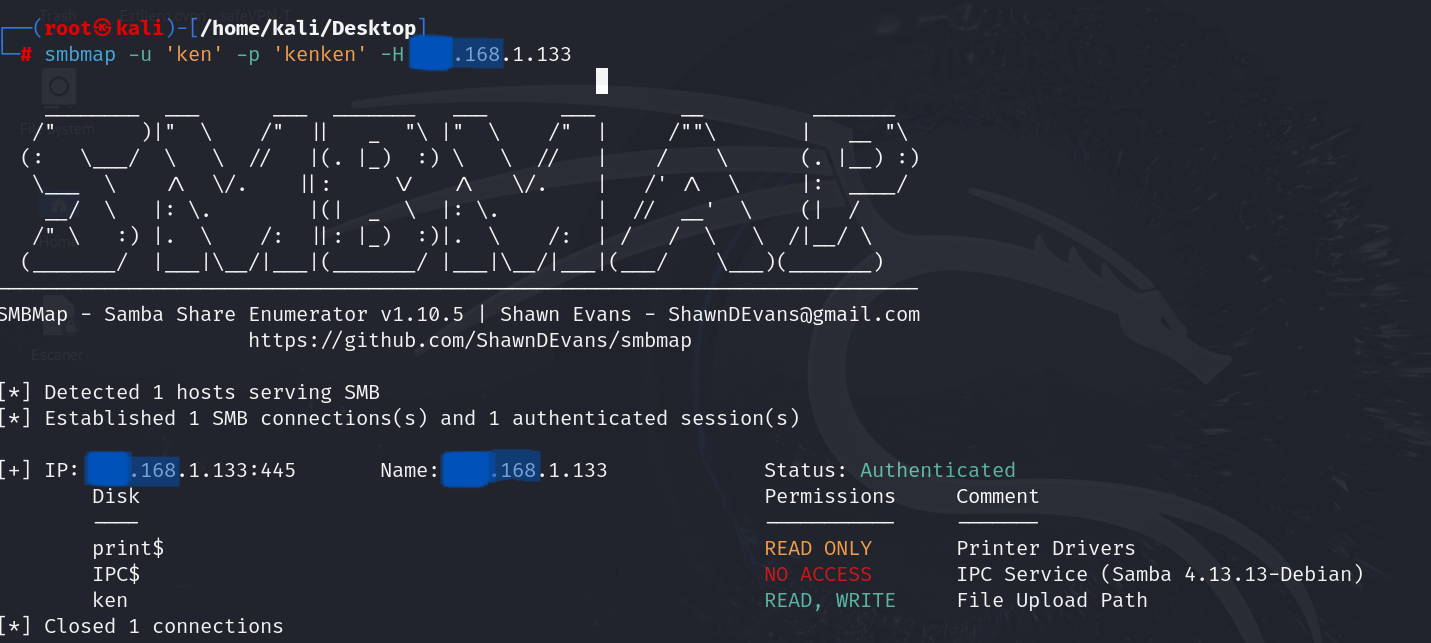 ┌──(root㉿kali)-[/home/kali/Desktop]
└─# smbmap -u 'ken' -p 'kenken' -H .168.1.133
SMBMap - Samba Share Enumerator v1.10.5 | Shawn Evans - ShawnDEvans@gmail.com
https://github.com/ShawnDEvans/smbmap
[*] Detected 1 hosts serving SMB
[*] Established 1 SMB connections(s) and 1 authenticated session(s)
[+] IP: .168.1.133:445 Name: .168.1.133 Status: Authenticated
Disk Permissions Comment
---- ----------- -------
print$ READ ONLY Printer Drivers
IPC$ NO ACCESS IPC Service (Samba 4.13.13-Debian)
ken READ, WRITE File Upload Path
[*] Closed 1 connections
Home
Escaner